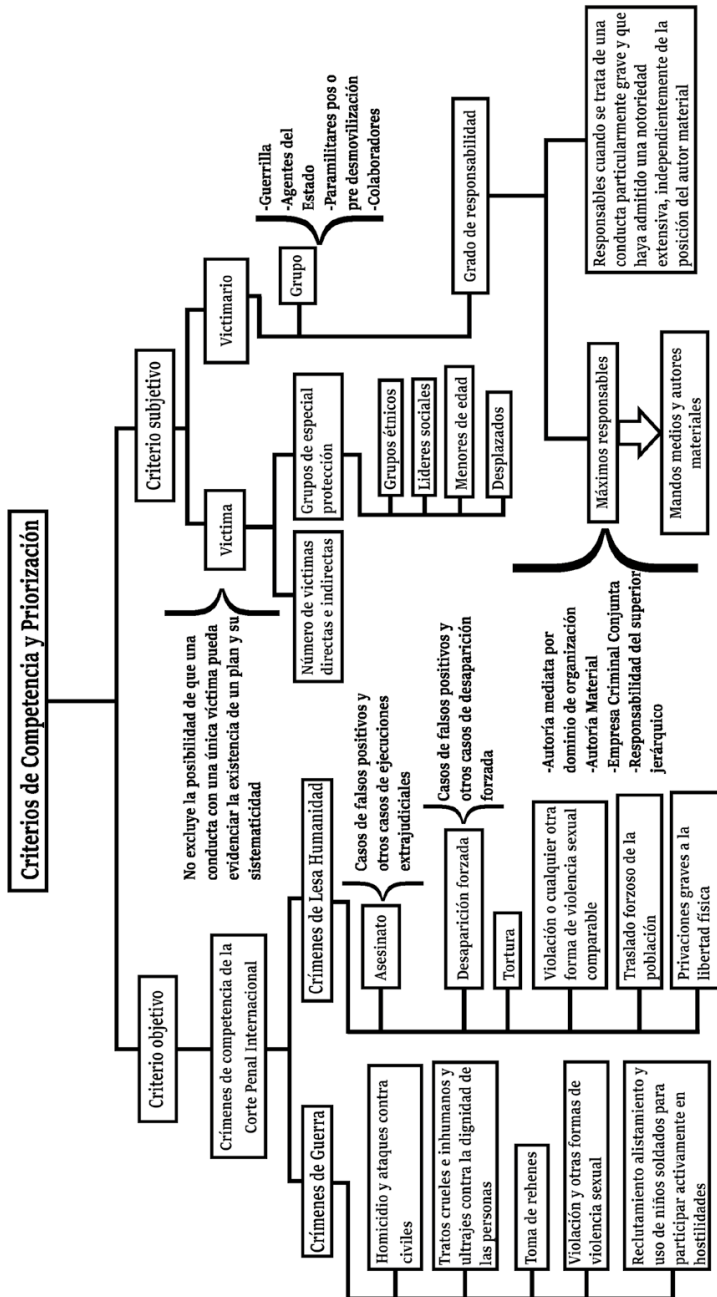 Criterios de Competencia y Priorización
Criterio objetivo
Crímenes de competencia de la
Corte Penal Internacional
Crímenes de Guerra
Homicidio y ataques contra
civiles
Tratos crueles e inhumanos y
ultrajes contra la dignidad de
las personas
Toma de rehenes
Violación y otras formas de
violencia sexual
Reclutamiento alistamiento y
uso de niños soldados para
participar activamente en
hostilidades
Crímenes de Lesa Humanidad
Asesinato
Casos de falsos positivos y
otros casos de ejecuciones
extrajudiciales
Desaparición forzada
Casos de falsos positivos y
otros casos de desaparición
forzada
Tortura
Violación o cualquier otra
forma de violencia sexual
comparable
Traslado forzoso de la
población
Privaciones graves a la
libertad física
Criterio subjetivo
Víctima
No excluye la posibilidad de que una
conducta con una única víctima pueda
evidenciar la existencia de un plan y su
sistematicidad
Número de víctimas
directas e indirectas
Grupos de especial
protección
Grupos étnicos
Líderes sociales
Menores de edad
Desplazados
Victimario
Grupo
-Guerrilla
-Agentes del
Estado
-Paramilitares pos o
pre desmovilización
-Colaboradores
Grado de responsabilidad
Máximos responsables
-Autoría mediata por
dominio de organización
-Autoría Material
-Empresa Criminal Conjunta
-Responsabilidad del superior
jerárquico
Mandos medios y autores
materiales
Responsables cuando se trata de una
conducta particularmente grave y que
haya admitido una notoriedad
extensiva, independientemente de la
posición del autor material